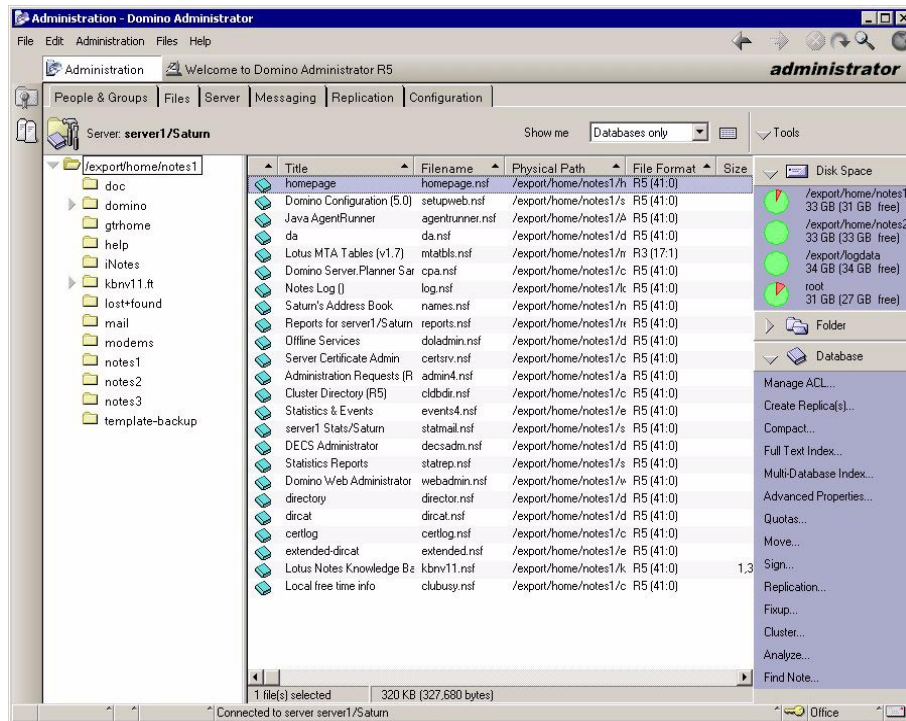 Administration - Domino Administrator
File Edit Administration Files Help
Administration Welcome to Domino Administrator R5
administrator
People & Groups Files Server Messaging Replication Configuration
Server: server1/Saturn Show me Databases only Tools
/export/home/notes1
doc
domino
gtrhome
help
iNotes
kbnv11.ft
lost+found
mail
modems
notes1
notes2
notes3
template-backup
Title Filename Physical Path File Format Size
homepage homepage.nsf /export/home/notes1/h R5 (41:0)
Domino Configuration (5.0) setupweb.nsf /export/home/notes1/s R5 (41:0)
Java AgentRunner agentrunner.nsf /export/home/notes1/A R5 (41:0)
da da.nsf /export/home/notes1/d R5 (41:0)
Lotus MTA Tables (v1.7) mtatbls.nsf /export/home/notes1/m R3 (17:1)
Domino Server.Planner Sar cpa.nsf /export/home/notes1/c R5 (41:0)
Notes Log () log.nsf /export/home/notes1/lc R5 (41:0)
Saturn's Address Book names.nsf /export/home/notes1/n R5 (41:0)
Reports for server1/Saturn reports.nsf /export/home/notes1/re R5 (41:0)
Offline Services doladmin.nsf /export/home/notes1/d R5 (41:0)
Server Certificate Admin certsrv.nsf /export/home/notes1/c R5 (41:0)
Administration Requests (R admin4.nsf /export/home/notes1/a R5 (41:0)
Cluster Directory (R5) cldbdir.nsf /export/home/notes1/c R5 (41:0)
Statistics & Events events4.nsf /export/home/notes1/e R5 (41:0)
server1 Stats/Saturn statmail.nsf /export/home/notes1/s R5 (41:0)
DECS Administrator decsadm.nsf /export/home/notes1/d R5 (41:0)
Statistics Reports statrep.nsf /export/home/notes1/s R5 (41:0)
Domino Web Administrator webadmin.nsf /export/home/notes1/w R5 (41:0)
directory director.nsf /export/home/notes1/d R5 (41:0)
dircat dircat.nsf /export/home/notes1/d R5 (41:0)
certlog certlog.nsf /export/home/notes1/c R5 (41:0)
extended-dircat extended.nsf /export/home/notes1/e R5 (41:0)
Lotus Notes Knowledge Ba kbnv11.nsf /export/home/notes1/k R5 (41:0) 1,3
Local free time info clubusy.nsf /export/home/notes1/c R5 (41:0)
Disk Space
/export/home/notes1
33 GB (31 GB free)
/export/home/notes2
33 GB (33 GB free)
/export/logdata
34 GB (34 GB free)
root
31 GB (27 GB free)
Folder
Database
Manage ACL...
Create Replica(s)...
Compact...
Full Text Index...
Multi-Database Index...
Advanced Properties...
Quotas...
Move...
Sign...
Replication...
Fixup...
Cluster...
Analyze...
Find Note...
1 file(s) selected 320 KB (327,680 bytes)
Connected to server server1/Saturn Office